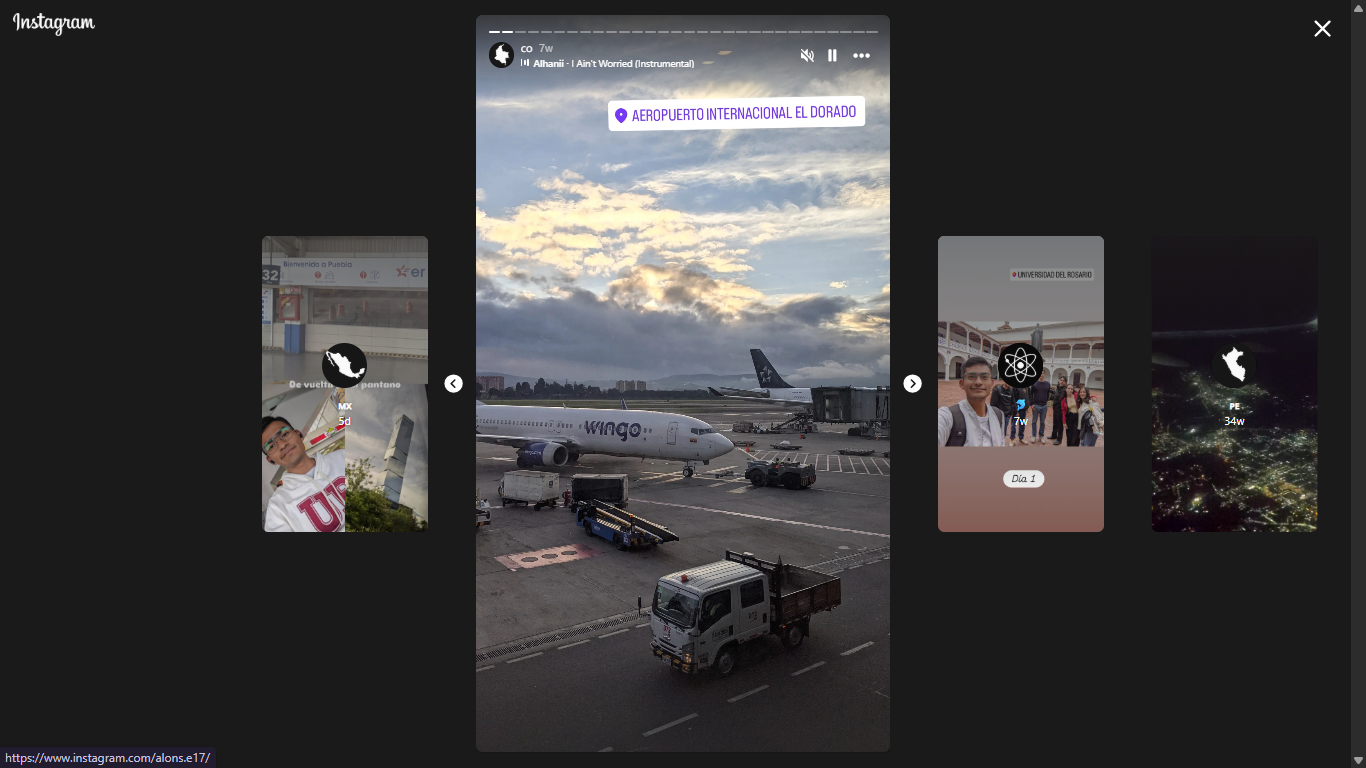 Instagram
co 7w
Alhanii - I Ain't Worried (Instrumental)
AEROPUERTO INTERNACIONAL EL DORADO
wingo
32
Bienvenido a Puebla
er
De vuelta
pantano
MX
5d
UNIVERSIDAD DEL ROSARIO
7w
Día 1
PE
34w
https://www.instagram.com/alons.e17/